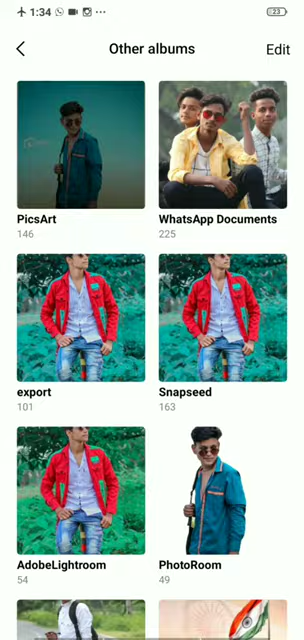 1:34
23
Other albums
Edit
PicsArt
146
WhatsApp Documents
225
export
101
Snapseed
163
AdobeLightroom
54
PhotoRoom
49